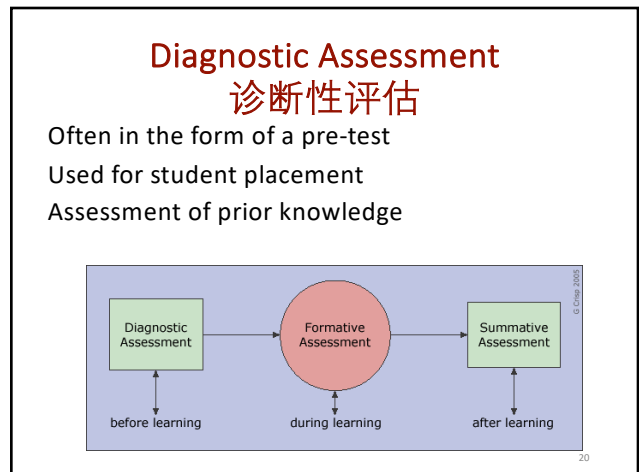 Diagnostic Assessment
诊断性评估
Often in the form of a pre-test
Used for student placement
Assessment of prior knowledge
G Crisp 2005
Diagnostic
Assessment
Formative
Assessment
Summative
Assessment
before learning
during learning
after learning
20